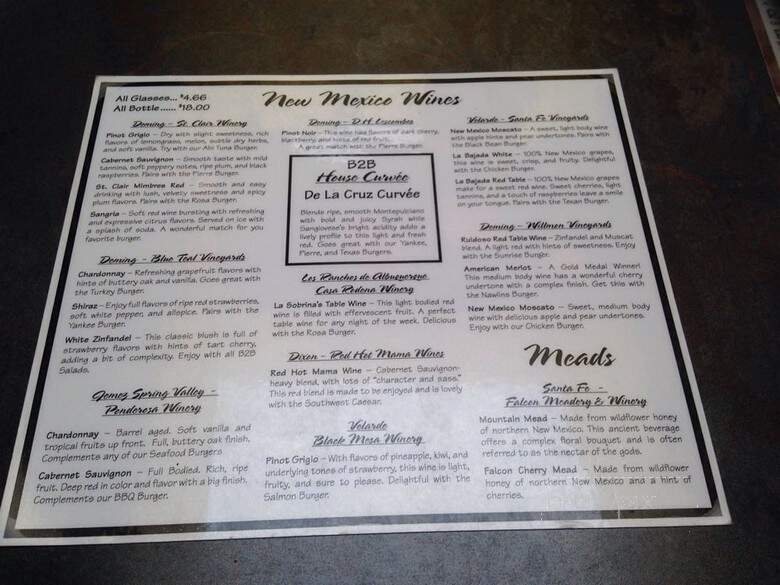 All Glasses... $4.66
All Bottle...... $18.00
New Mexico Wines
Deming - St. Clair Winery
Pinot Grigio – Dry with slight sweetness, rich
flavors of lemongrass, melon, subtle dry herbs,
and soft vanilla. Try with our Ahi Tuna Burger.
Cabernet Sauvignon – Smooth taste with mild
tannins, soft peppery notes, ripe plum, and black
raspberries. Pairs with the Pierre Burger.
St. Clair Mimbres Red – Smooth and easy
drinking with lush, velvety sweetness and spicy
plum flavors. Pairs with the Rosa Burger.
Sangria – Soft red wine bursting with refreshing
and expressive citrus flavors. Served on ice with
a splash of soda. A wonderful match for you
favorite burger.
Deming - Blue Teal Vineyards
Chardonnay – Refreshing grapefruit flavors with
hints of buttery oak and vanilla. Goes great with
the Turkey Burger.
Shiraz – Enjoy full flavors of ripe red strawberries,
soft white pepper, and allspice. Pairs with the
Yankee Burger.
White Zinfandel – This classic blush is full of
strawberry flavors with hints of tart cherry,
adding a bit of complexity. Enjoy with all B2B
Salads.
Gomez Spring Valley -
Ponderosa Winery
Chardonnay – Barrel aged. Soft vanilla and
tropical fruits up front. Full, buttery oak finish.
Complements any of our Seafood Burgers
Cabernet Sauvignon – Full Bodied. Rich, ripe
fruit. Deep red in color and flavor with a big finish.
Complements our BBQ Burger.
Deming - D.H. Lescombes
Pinot Noir – This wine has flavors of dark cherry,
blackberry, and hints of red fruit.
A great match with the Pierre Burger.
B2B
House Curvée
De La Cruz Curvée
Blends ripe, smooth Montepulciano
with bold and juicy Syrah while
Sangiovese's bright acidity adds a
lively profile to this light and fresh
red. Goes great with our Yankee,
Pierre, and Texas Burgers.
Los Ranchos de Albuquerque
Casa Rodena Winery
La Sobrina's Table Wine – This light bodied red
wine is filled with effervescent fruit. A perfect
table wine for any night of the week. Delicious
with the Rosa Burger.
Dixon - Red Hot Mama Wines
Red Hot Mama Wine – Cabernet Sauvignon-
heavy blend, with lots of "character and sass."
This red blend is made to be enjoyed and is lovely
with the Southwest Caesar.
Velarde
Black Mesa Winery
Pinot Grigio – With flavors of pineapple, kiwi, and
underlying tones of strawberry, this wine is light,
fruity, and sure to please. Delightful with the
Salmon Burger.
Velarde - Santa Fe Vineyards
New Mexico Moscato – A sweet, light body wine
with apple hints and pear undertones. Pairs with
the Black Bean Burger.
La Bajada White – 100% New Mexico grapes,
this wine is sweet, crisp, and fruity. Delightful
with the Chicken Burger.
La Bajada Red Table – 100% New Mexico grapes
make for a sweet red wine. Sweet cherries, light
tannins, and a touch of raspberries leave a smile
on your tongue. Pairs with the Texan Burger.
Deming - Willmon Vineyards
Ruidoso Red Table Wine – Zinfandel and Muscat
blend. A light red with hints of sweetness. Enjoy
with the Sunrise Burger.
American Merlot – A Gold Medal Winner!
This medium body wine has a wonderful cherry
undertone with a complex finish. Get this with
the Nawlins Burger.
New Mexico Moscato – Sweet, medium body
wine with delicious apple and pear undertones.
Enjoy with our Chicken Burger.
Meads
Santa Fe -
Falcon Meadery & Winery
Mountain Mead – Made from wildflower honey
of northern New Mexico. This ancient beverage
offers a complex floral bouquet and is often
referred to as the nectar of the gods.
Falcon Cherry Mead – Made from wildflower
honey of northern New Mexico and a hint of
cherries.